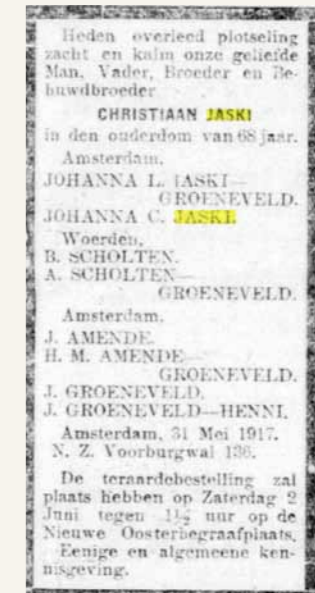 Heden overleed plotseling
zacht en kalm onze geliefde
Man, Vader, Broeder en Be-
huwdbroeder
CHRISTIAAN JASKI
in den ouderdom van 68 jaar.
Amsterdam,
JOHANNA L. JASKI—
GROENEVELD.
JOHANNA C. JASKI.
Woerden,
B. SCHOLTEN.
A. SCHOLTEN—
GROENEVELD.
Amsterdam.
J. AMENDE.
H. M. AMENDE—
GROENEVELD.
J. GROENEVELD.
J. GROENEVELD—HENNI.
Amsterdam, 31 Mei 1917.
N. Z. Voorburgwal 136.
De teraardebestelling zal
plaats hebben op Zaterdag 2
Juni tegen 1½ uur op de
Nieuwe Oosterbegraafplaats.
Eenige en algemeene ken-
nisgeving.